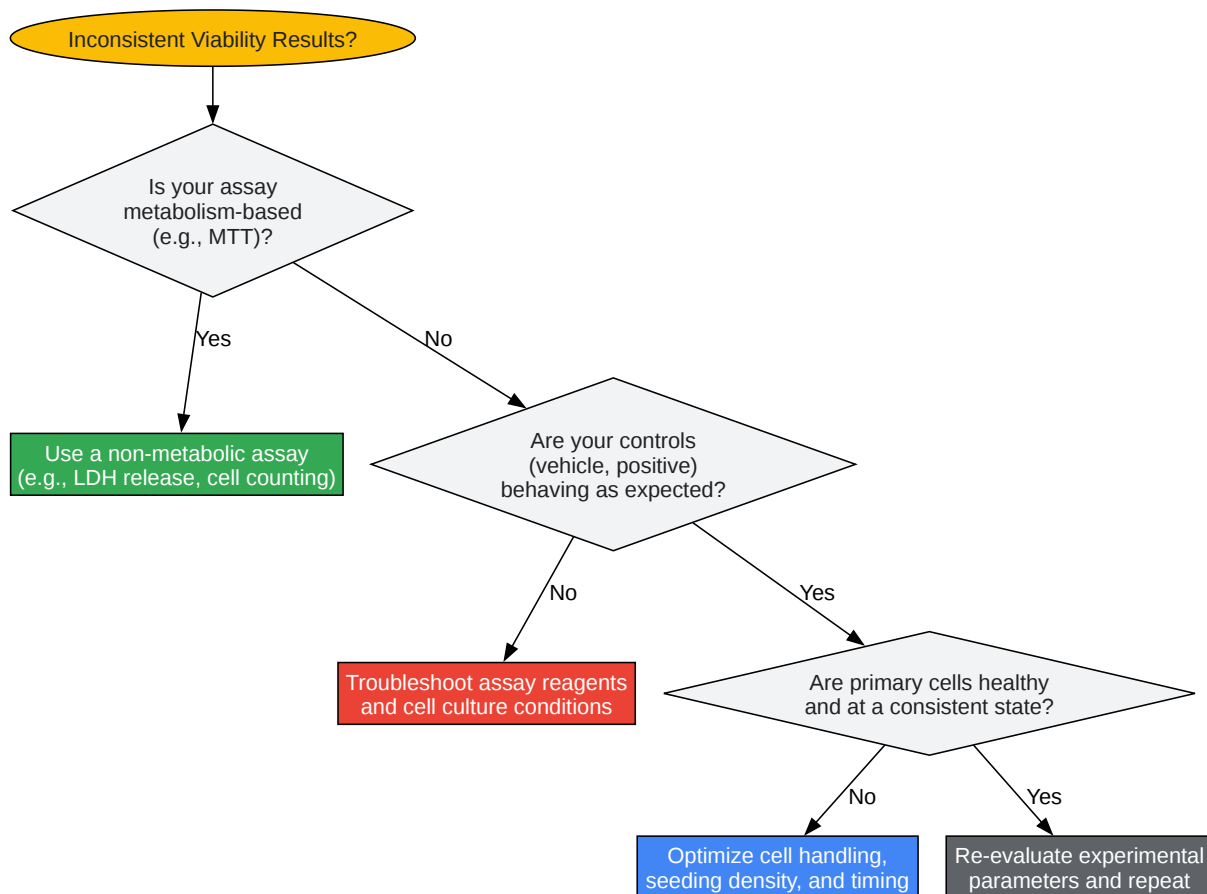 Inconsistent Viability Results?
Is your assay
metabolism-based
(e.g., MTT)?
Yes
No
Use a non-metabolic assay
(e.g., LDH release, cell counting)
Are your controls
(vehicle, positive)
behaving as expected?
No
Yes
Troubleshoot assay reagents
and cell culture conditions
Are primary cells healthy
and at a consistent state?
No
Yes
Optimize cell handling,
seeding density, and timing
Re-evaluate experimental
parameters and repeat